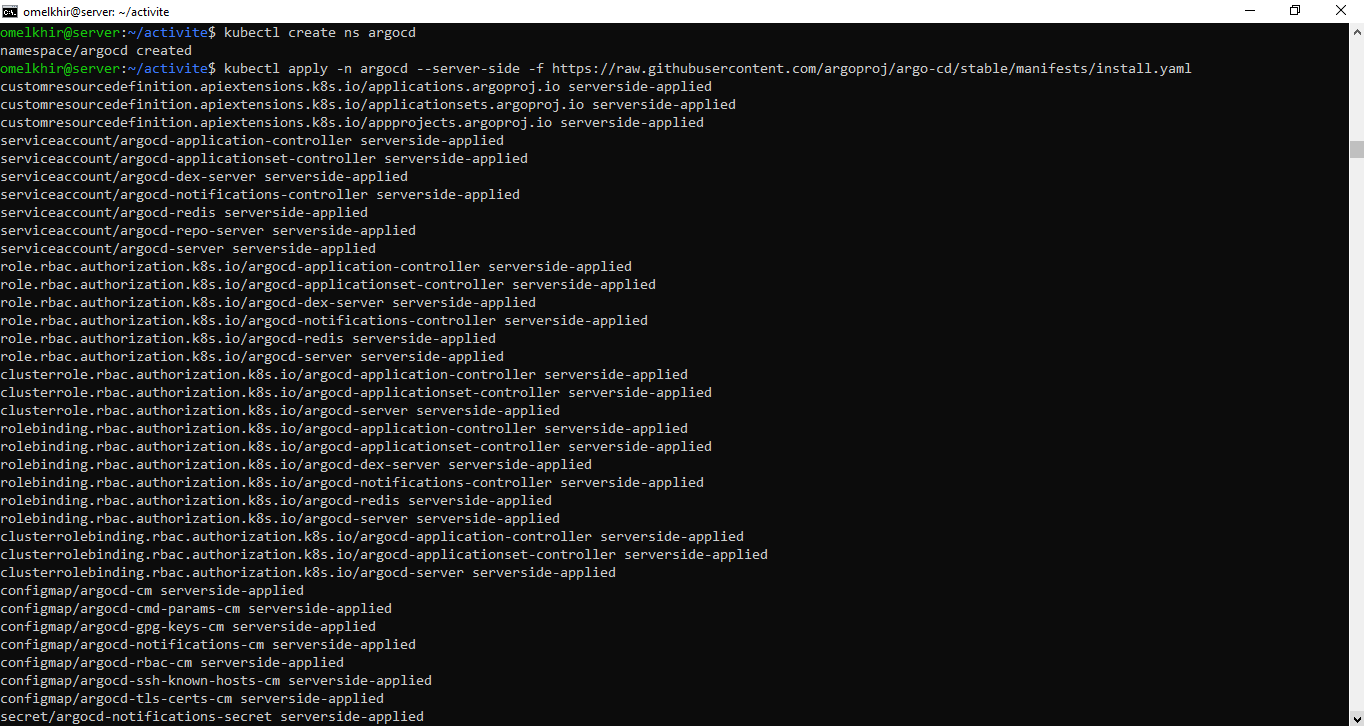 omelkhir@server: ~/activite
omelkhir@server:~/activite$ kubectl create ns argocd
namespace/argocd created
omelkhir@server:~/activite$ kubectl apply -n argocd --server-side -f https://raw.githubusercontent.com/argoproj/argo-cd/stable/manifests/install.yaml
customresourcedefinition.apiextensions.k8s.io/applications.argoproj.io serverside-applied
customresourcedefinition.apiextensions.k8s.io/applicationsets.argoproj.io serverside-applied
customresourcedefinition.apiextensions.k8s.io/appprojects.argoproj.io serverside-applied
serviceaccount/argocd-application-controller serverside-applied
serviceaccount/argocd-applicationset-controller serverside-applied
serviceaccount/argocd-dex-server serverside-applied
serviceaccount/argocd-notifications-controller serverside-applied
serviceaccount/argocd-redis serverside-applied
serviceaccount/argocd-repo-server serverside-applied
serviceaccount/argocd-server serverside-applied
role.rbac.authorization.k8s.io/argocd-application-controller serverside-applied
role.rbac.authorization.k8s.io/argocd-applicationset-controller serverside-applied
role.rbac.authorization.k8s.io/argocd-dex-server serverside-applied
role.rbac.authorization.k8s.io/argocd-notifications-controller serverside-applied
role.rbac.authorization.k8s.io/argocd-redis serverside-applied
role.rbac.authorization.k8s.io/argocd-server serverside-applied
clusterrole.rbac.authorization.k8s.io/argocd-application-controller serverside-applied
clusterrole.rbac.authorization.k8s.io/argocd-applicationset-controller serverside-applied
clusterrole.rbac.authorization.k8s.io/argocd-server serverside-applied
rolebinding.rbac.authorization.k8s.io/argocd-application-controller serverside-applied
rolebinding.rbac.authorization.k8s.io/argocd-applicationset-controller serverside-applied
rolebinding.rbac.authorization.k8s.io/argocd-dex-server serverside-applied
rolebinding.rbac.authorization.k8s.io/argocd-notifications-controller serverside-applied
rolebinding.rbac.authorization.k8s.io/argocd-redis serverside-applied
rolebinding.rbac.authorization.k8s.io/argocd-server serverside-applied
clusterrolebinding.rbac.authorization.k8s.io/argocd-application-controller serverside-applied
clusterrolebinding.rbac.authorization.k8s.io/argocd-applicationset-controller serverside-applied
clusterrolebinding.rbac.authorization.k8s.io/argocd-server serverside-applied
configmap/argocd-cm serverside-applied
configmap/argocd-cmd-params-cm serverside-applied
configmap/argocd-gpg-keys-cm serverside-applied
configmap/argocd-notifications-cm serverside-applied
configmap/argocd-rbac-cm serverside-applied
configmap/argocd-ssh-known-hosts-cm serverside-applied
configmap/argocd-tls-certs-cm serverside-applied
secret/argocd-notifications-secret serverside-applied